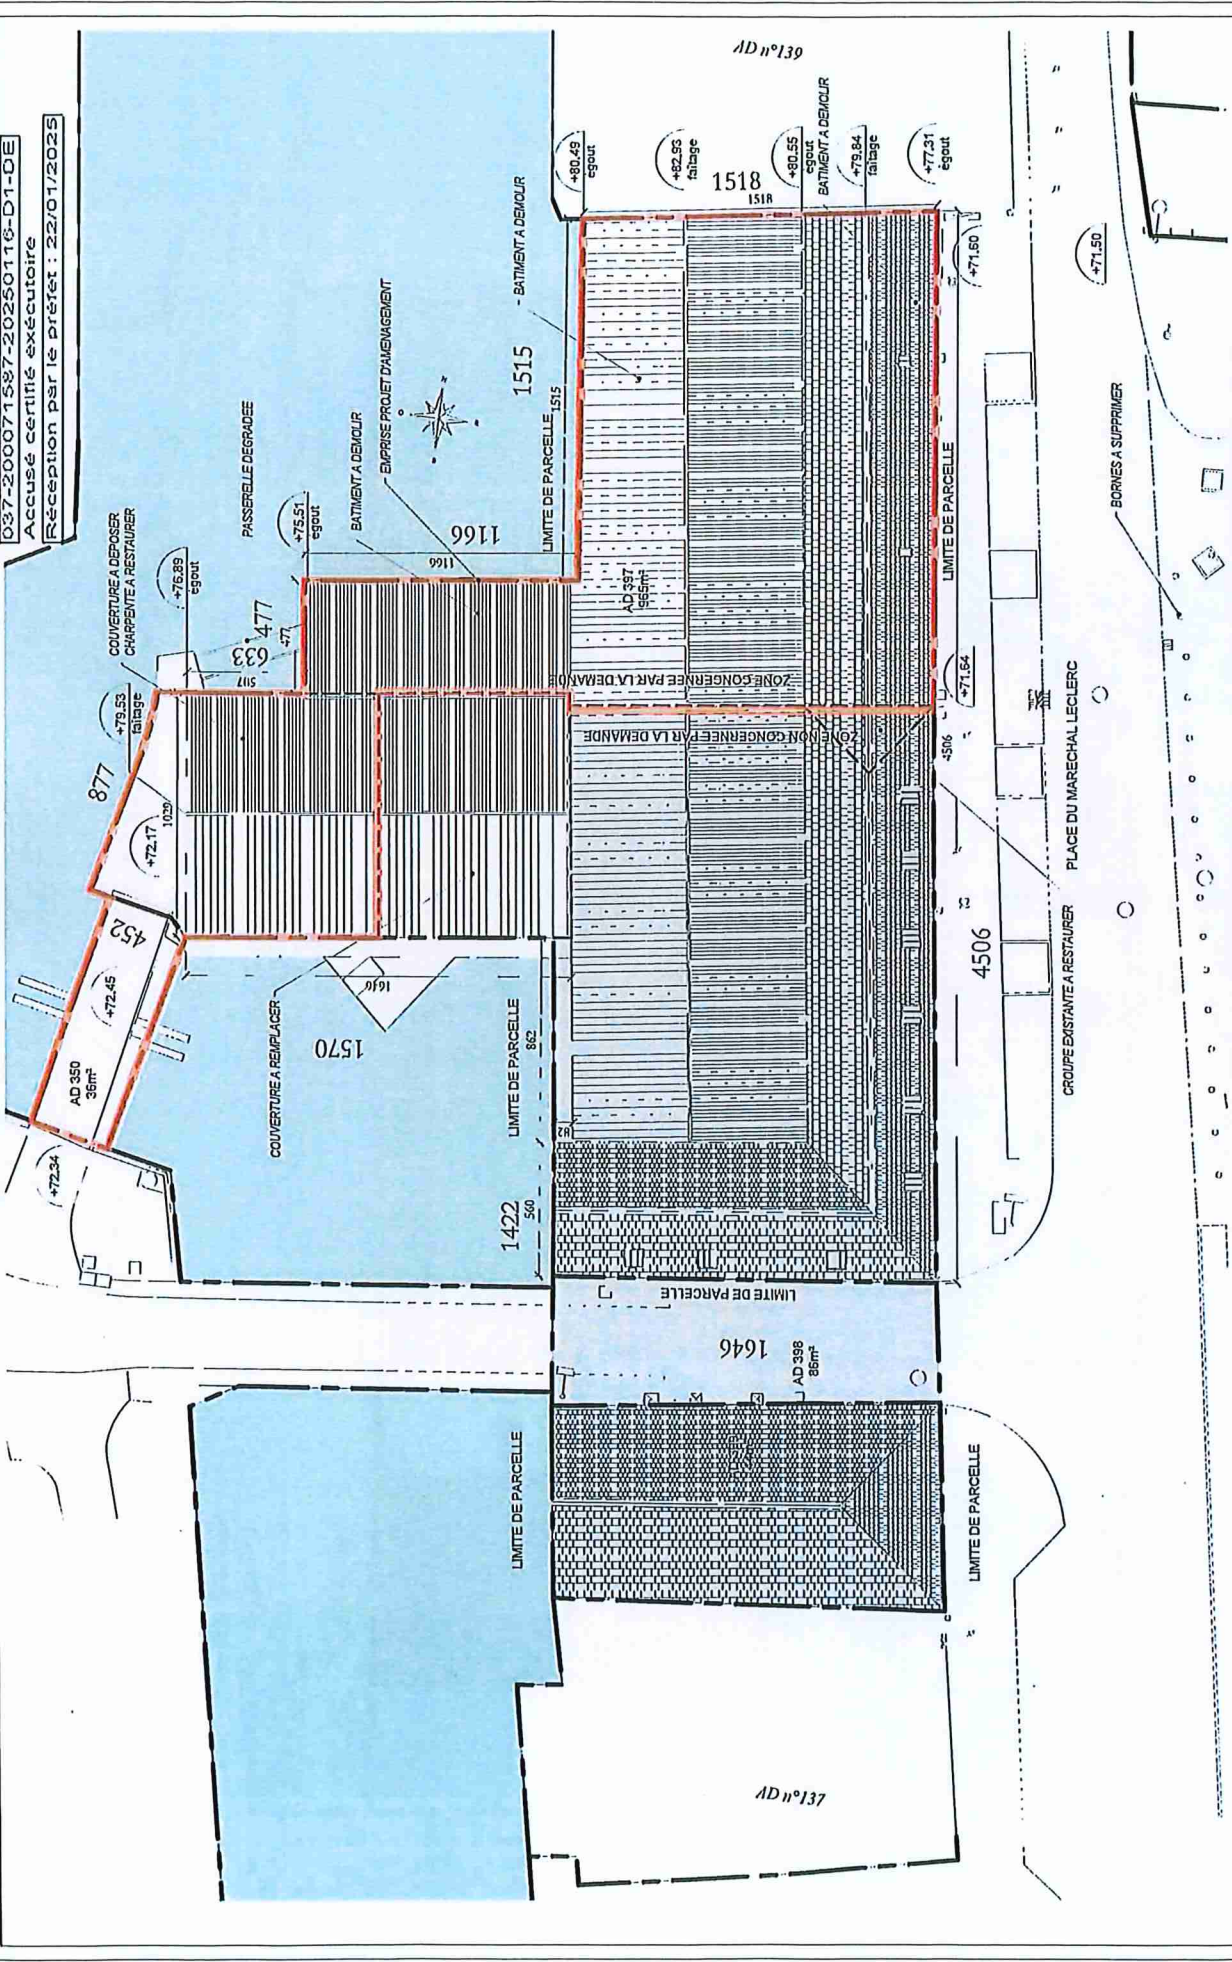 037-200071587-20250116-D1-DE
Accusé certifié exécutoire
Réception par le préfet : 22/01/2025
AD n°139
COUVERTURE A DEPOSER
CHARPENTE A RESTAURER
+76.89
egout
+79.53
faîtage
877
+72.17
1029
452
+72.45
AD 350
36m²
+72.34
PASSERELLE DEGRADEE
+75.51
egout
BATIMENT A DEMOLIR
EMPRISE PROJET D'AMENAGEMENT
633
477
1166
1166
LIMITE DE PARCELLE
1515
1515
BATIMENT A DEMOLIR
+80.49
egout
+82.93
faîtage
1518
1518
+80.55
egout
BATIMENT A DEMOLIR
+79.84
faîtage
+77.31
égout
+71.60
+71.50
AD 397
965m²
ZONE CONCERNEE PAR LA DEMANDE
ZONE NON CONCERNEE PAR LA DEMANDE
COUVERTURE A REMPLACER
1646
1570
LIMITE DE PARCELLE
862
1422
560
LIMITE DE PARCELLE
1646
AD 398
86m²
LIMITE DE PARCELLE
LIMITE DE PARCELLE
LIMITE DE PARCELLE
+71.64
4506
4506
CROUPE EXISTANTE A RESTAURER
PLACE DU MARECHAL LECLERC
BORNES A SUPPRIMER
AD n°137